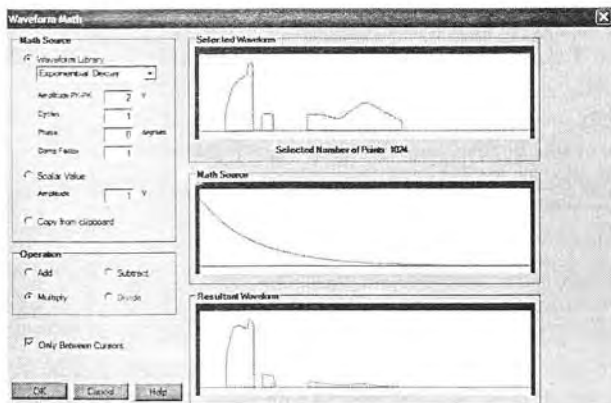 Waveform Math
Math Source
Waveform Library
Exponential Decay
Amplitude PK-PK 2 V
Cycles 1
Phase 0 degrees
Damp Factor 1
Scalar Value
Amplitude 1 V
Copy from clipboard
Operation
Add Subtract
Multiply Divide
Only Between Cursors
OK Cancel Help
Selected Waveform
Selected Number of Points 1024
Math Source
Resultant Waveform